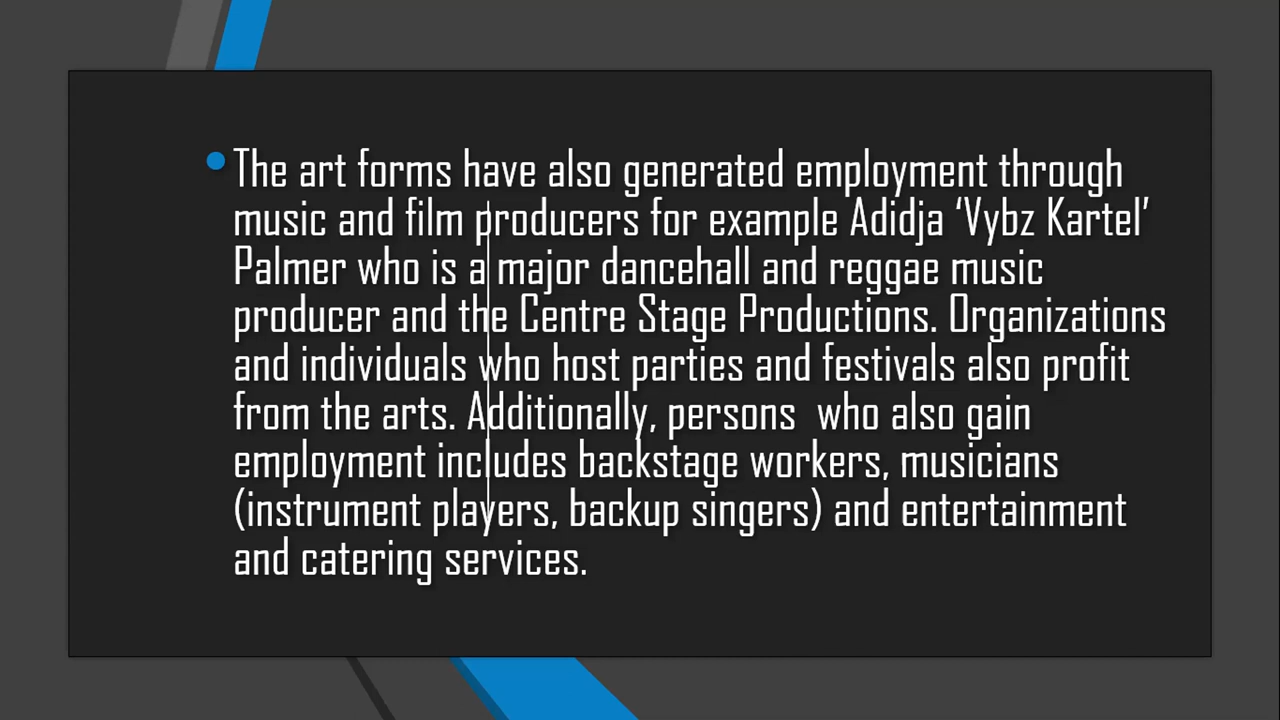 The art forms have also generated employment through
music and film producers for example Adidja ‘Vybz Kartel’
Palmer who is a major dancehall and reggae music
producer and the Centre Stage Productions. Organizations
and individuals who host parties and festivals also profit
from the arts. Additionally, persons  who also gain
employment includes backstage workers, musicians
(instrument players, backup singers) and entertainment
and catering services.